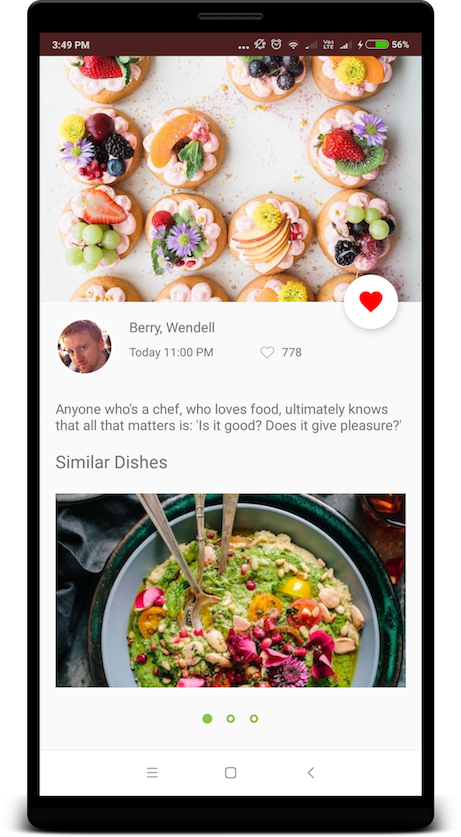 3:49 PM
VoLTE 56%
Berry, Wendell
Today 11:00 PM
778
Anyone who's a chef, who loves food, ultimately knows
that all that matters is: 'Is it good? Does it give pleasure?'
Similar Dishes